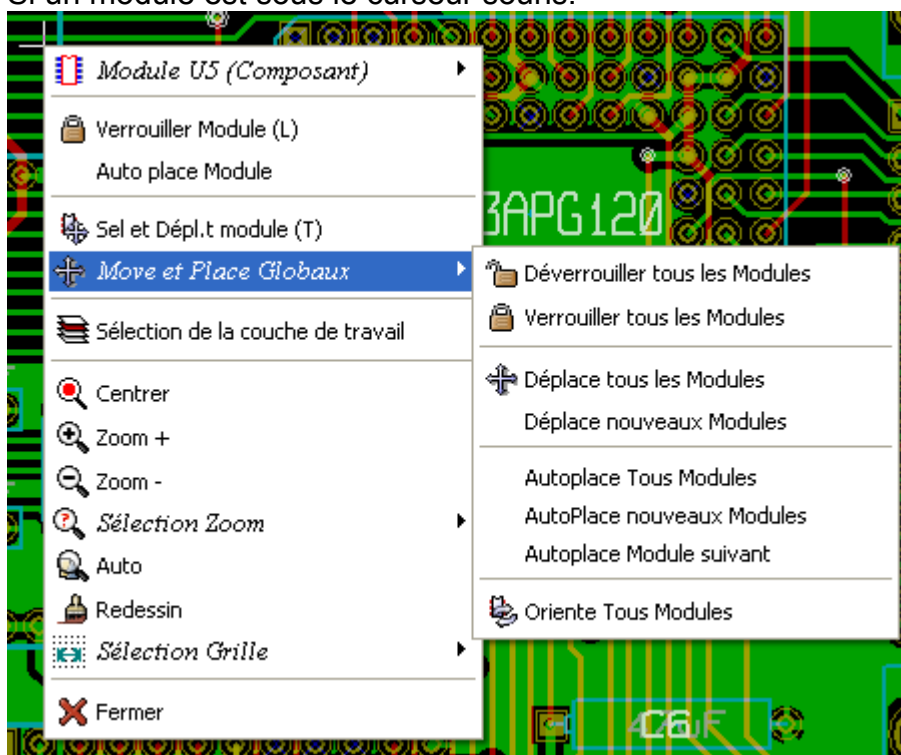 Si un module est sous le curseur souris:
Module U5 (Composant)
Verrouiller Module (L)
Auto place Module
Sel et Dépl.t module (T)
Move et Place Globaux
Sélection de la couche de travail
Centrer
Zoom +
Zoom -
Sélection Zoom
Auto
Redessin
Sélection Grille
Fermer
3APG120
Déverrouiller tous les Modules
Verrouiller tous les Modules
Déplace tous les Modules
Déplace nouveaux Modules
Autoplace Tous Modules
AutoPlace nouveaux Modules
Autoplace Module suivant
Oriente Tous Modules
C6